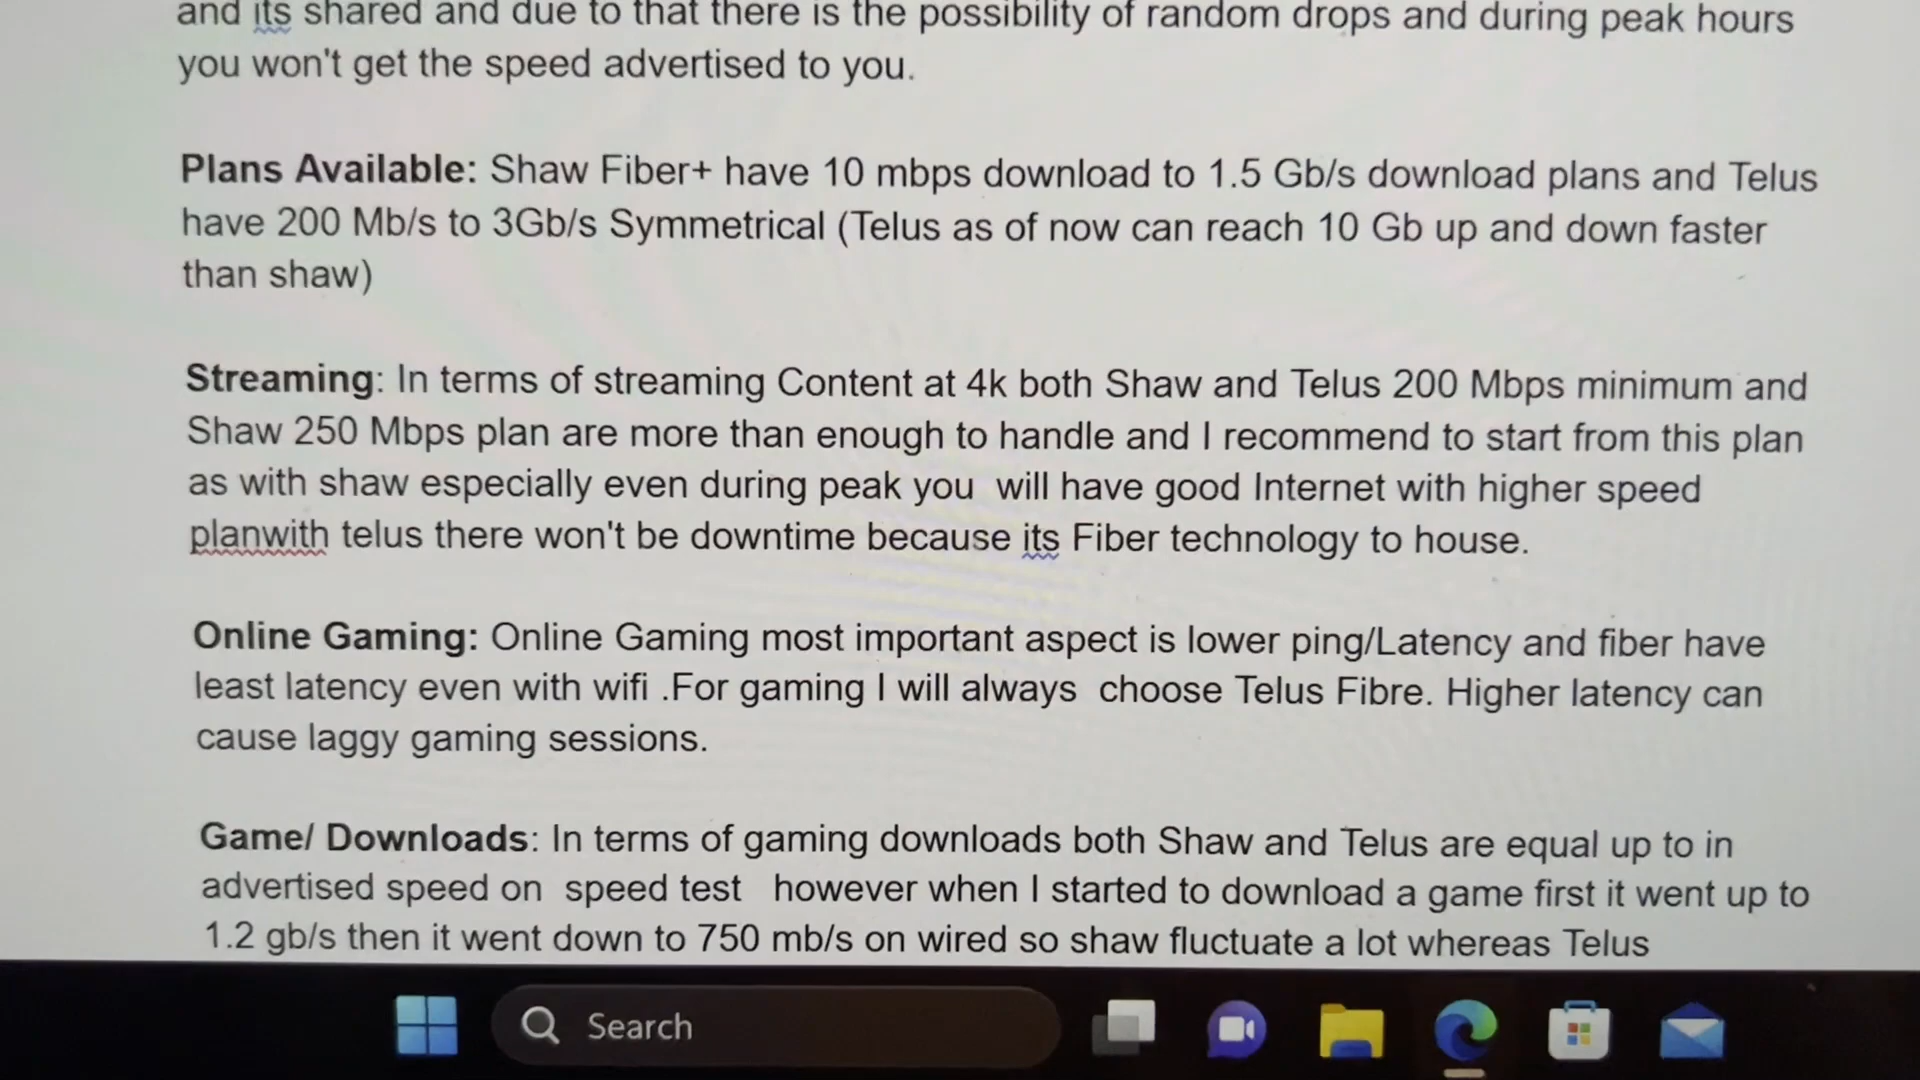 and its shared and due to that there is the possibility of random drops and during peak hours
you won't get the speed advertised to you.
Plans Available: Shaw Fiber+ have 10 mbps download to 1.5 Gb/s download plans and Telus
have 200 Mb/s to 3Gb/s Symmetrical (Telus as of now can reach 10 Gb up and down faster
than shaw)
Streaming: In terms of streaming Content at 4k both Shaw and Telus 200 Mbps minimum and
Shaw 250 Mbps plan are more than enough to handle and I recommend to start from this plan
as with shaw especially even during peak you  will have good Internet with higher speed
planwith telus there won't be downtime because its Fiber technology to house.
Online Gaming: Online Gaming most important aspect is lower ping/Latency and fiber have
least latency even with wifi .For gaming I will always  choose Telus Fibre. Higher latency can
cause laggy gaming sessions.
Game/ Downloads: In terms of gaming downloads both Shaw and Telus are equal up to in
advertised speed on  speed test   however when I started to download a game first it went up to
1.2 gb/s then it went down to 750 mb/s on wired so shaw fluctuate a lot whereas Telus
Search